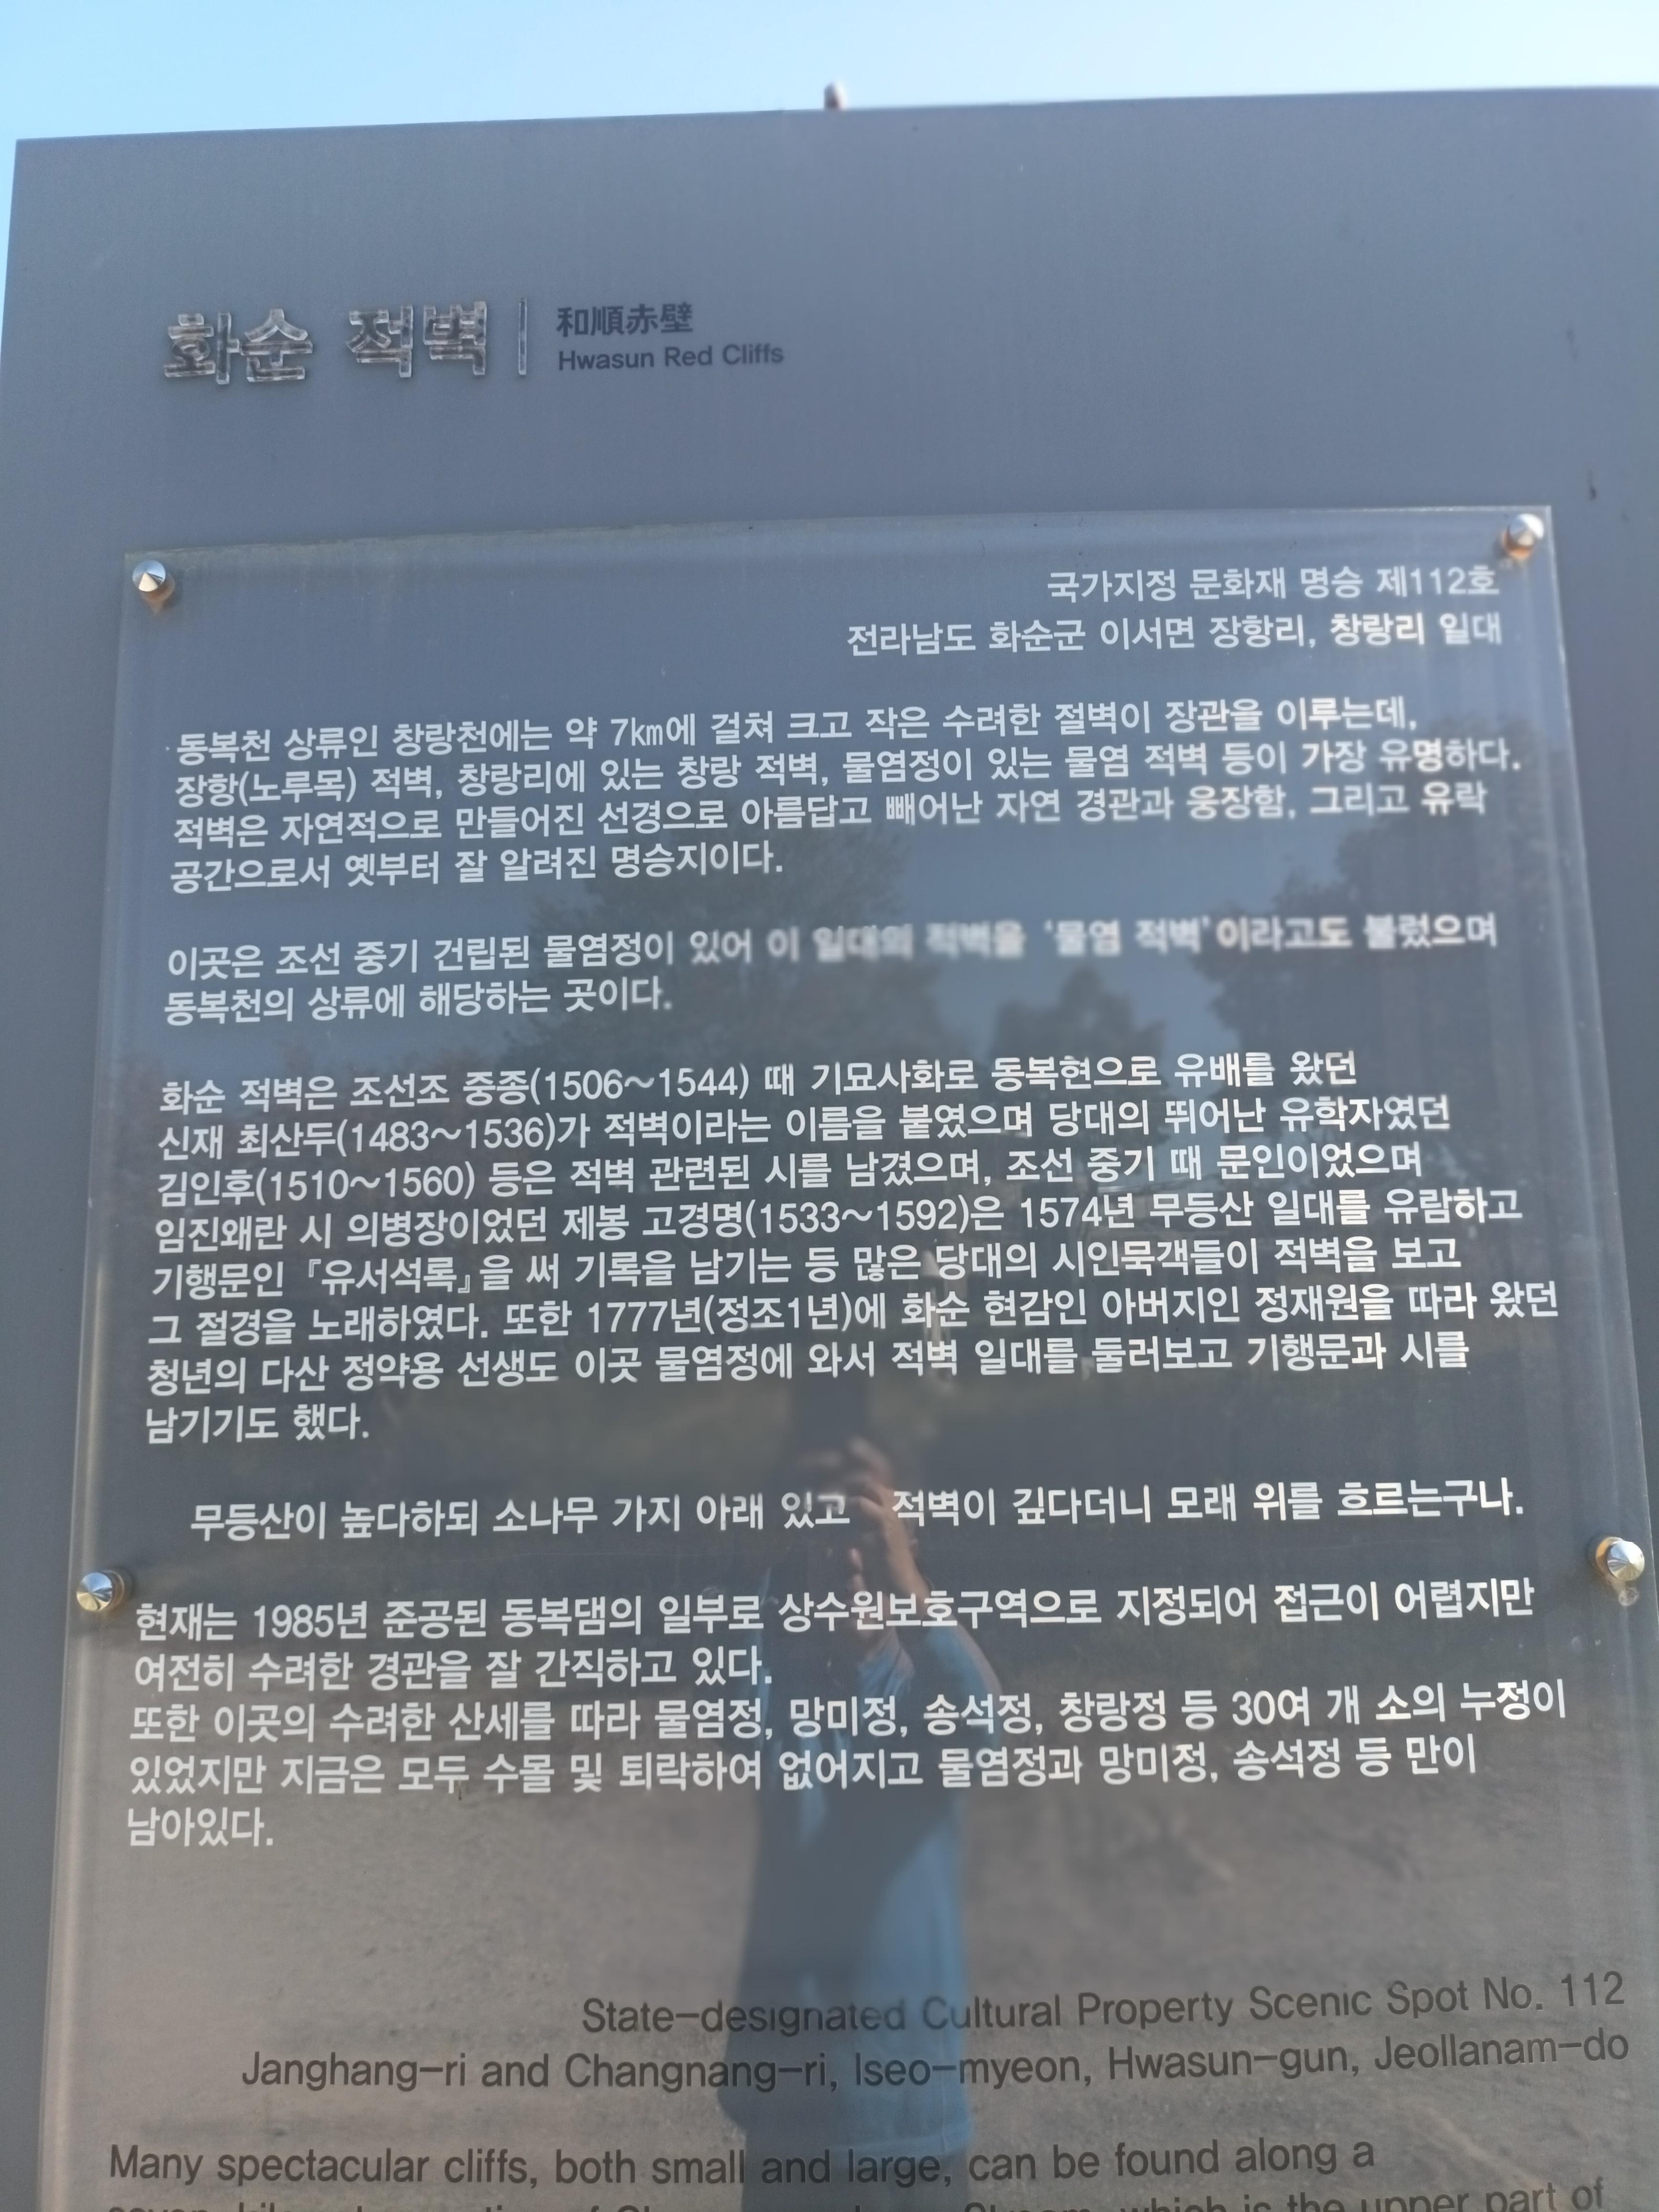 화순 적벽
和順赤壁
Hwasun Red Cliffs
국가지정 문화재 명승 제112호
전라남도 화순군 이서면 장항리, 창랑리 일대
동복천 상류인 창랑천에는 약 7㎞에 걸쳐 크고 작은 수려한 절벽이 장관을 이루는데,
장항(노루목) 적벽, 창랑리에 있는 창랑 적벽, 물염정이 있는 물염 적벽 등이 가장 유명하다.
적벽은 자연적으로 만들어진 선경으로 아름답고 빼어난 자연 경관과 웅장함, 그리고 유락
공간으로서 옛부터 잘 알려진 명승지이다.
이곳은 조선 중기 건립된 물염정이 있어 이 일대의 적벽을 ‘물염 적벽’이라고도 불렀으며
동복천의 상류에 해당하는 곳이다.
화순 적벽은 조선조 중종(1506~1544) 때 기묘사화로 동복현으로 유배를 왔던
신재 최산두(1483~1536)가 적벽이라는 이름을 붙였으며 당대의 뛰어난 유학자였던
김인후(1510~1560) 등은 적벽 관련된 시를 남겼으며, 조선 중기 때 문인이었으며
임진왜란 시 의병장이었던 제봉 고경명(1533~1592)은 1574년 무등산 일대를 유람하고
기행문인 『유서석록』을 써 기록을 남기는 등 많은 당대의 시인묵객들이 적벽을 보고
그 절경을 노래하였다. 또한 1777년(정조1년)에 화순 현감인 아버지인 정재원을 따라 왔던
청년의 다산 정약용 선생도 이곳 물염정에 와서 적벽 일대를 둘러보고 기행문과 시를
남기기도 했다.
무등산이 높다하되 소나무 가지 아래 있고 적벽이 깊다더니 모래 위를 흐르는구나.
현재는 1985년 준공된 동복댐의 일부로 상수원보호구역으로 지정되어 접근이 어렵지만
여전히 수려한 경관을 잘 간직하고 있다.
또한 이곳의 수려한 산세를 따라 물염정, 망미정, 송석정, 창랑정 등 30여 개 소의 누정이
있었지만 지금은 모두 수몰 및 퇴락하여 없어지고 물염정과 망미정, 송석정 등 만이
남아있다.
State-designated Cultural Property Scenic Spot No. 112
Janghang-ri and Changnang-ri, Iseo-myeon, Hwasun-gun, Jeollanam-do
Many spectacular cliffs, both small and large, can be found along a
which is the upper part of